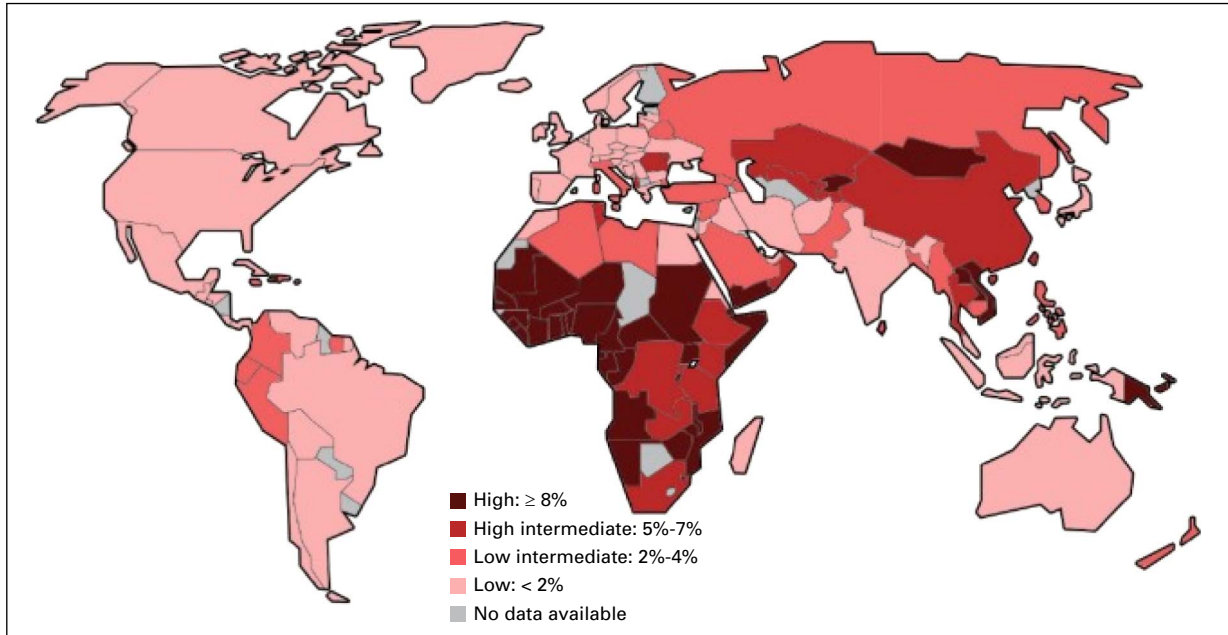 High: ≥ 8%
High intermediate: 5%-7%
Low intermediate: 2%-4%
Low: < 2%
No data available